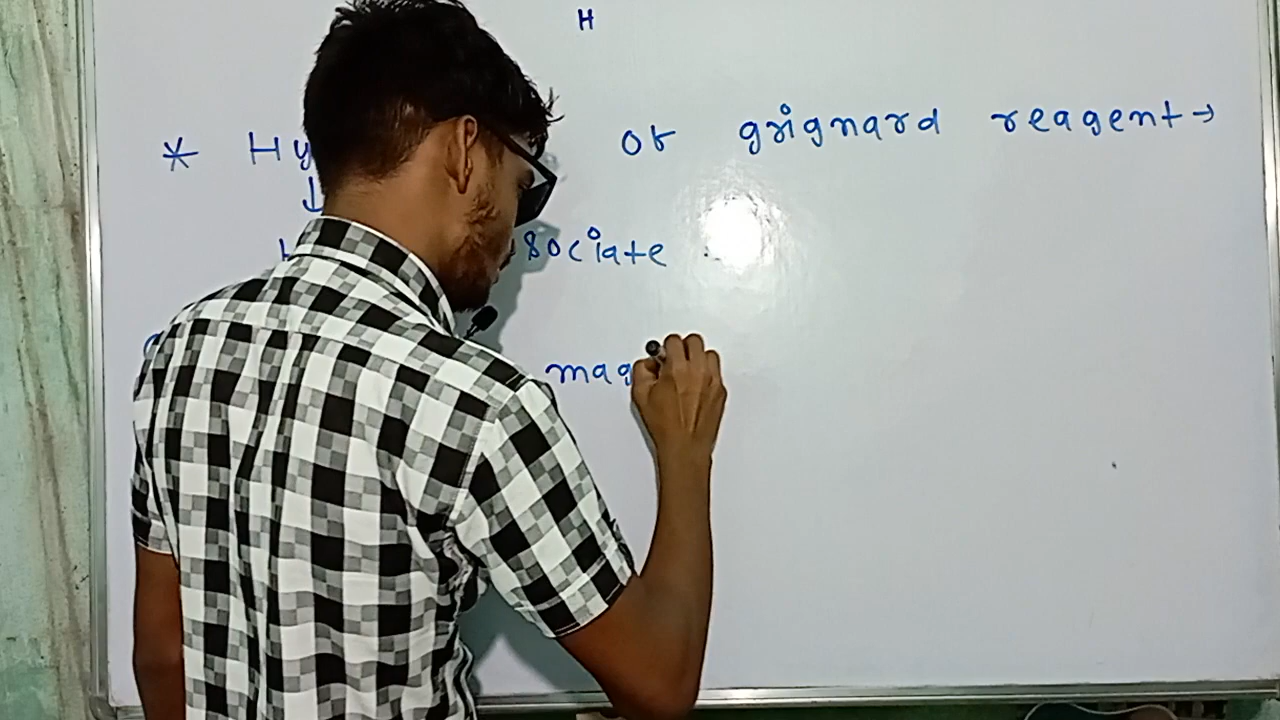 H
* Hy of grignard reagent→
↓
sociate
mag